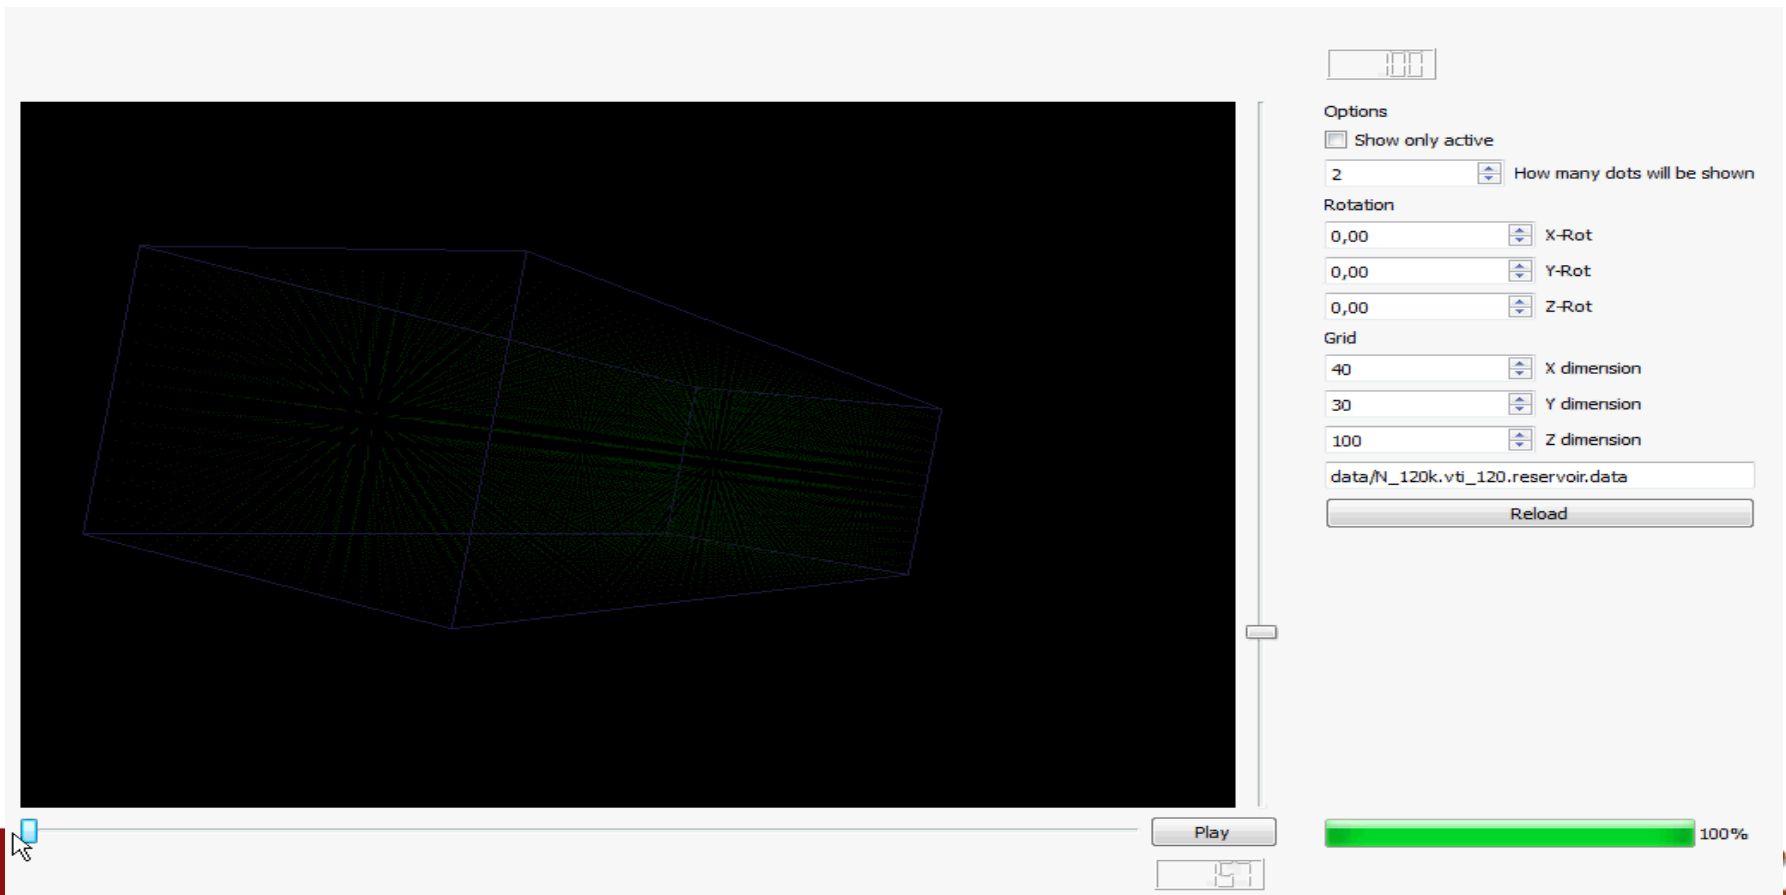 100
Options
Show only active
2 How many dots will be shown
Rotation
0,00 X-Rot
0,00 Y-Rot
0,00 Z-Rot
Grid
40 X dimension
30 Y dimension
100 Z dimension
data/N_120k.vti_120.reservoir.data
Reload
Play
100%